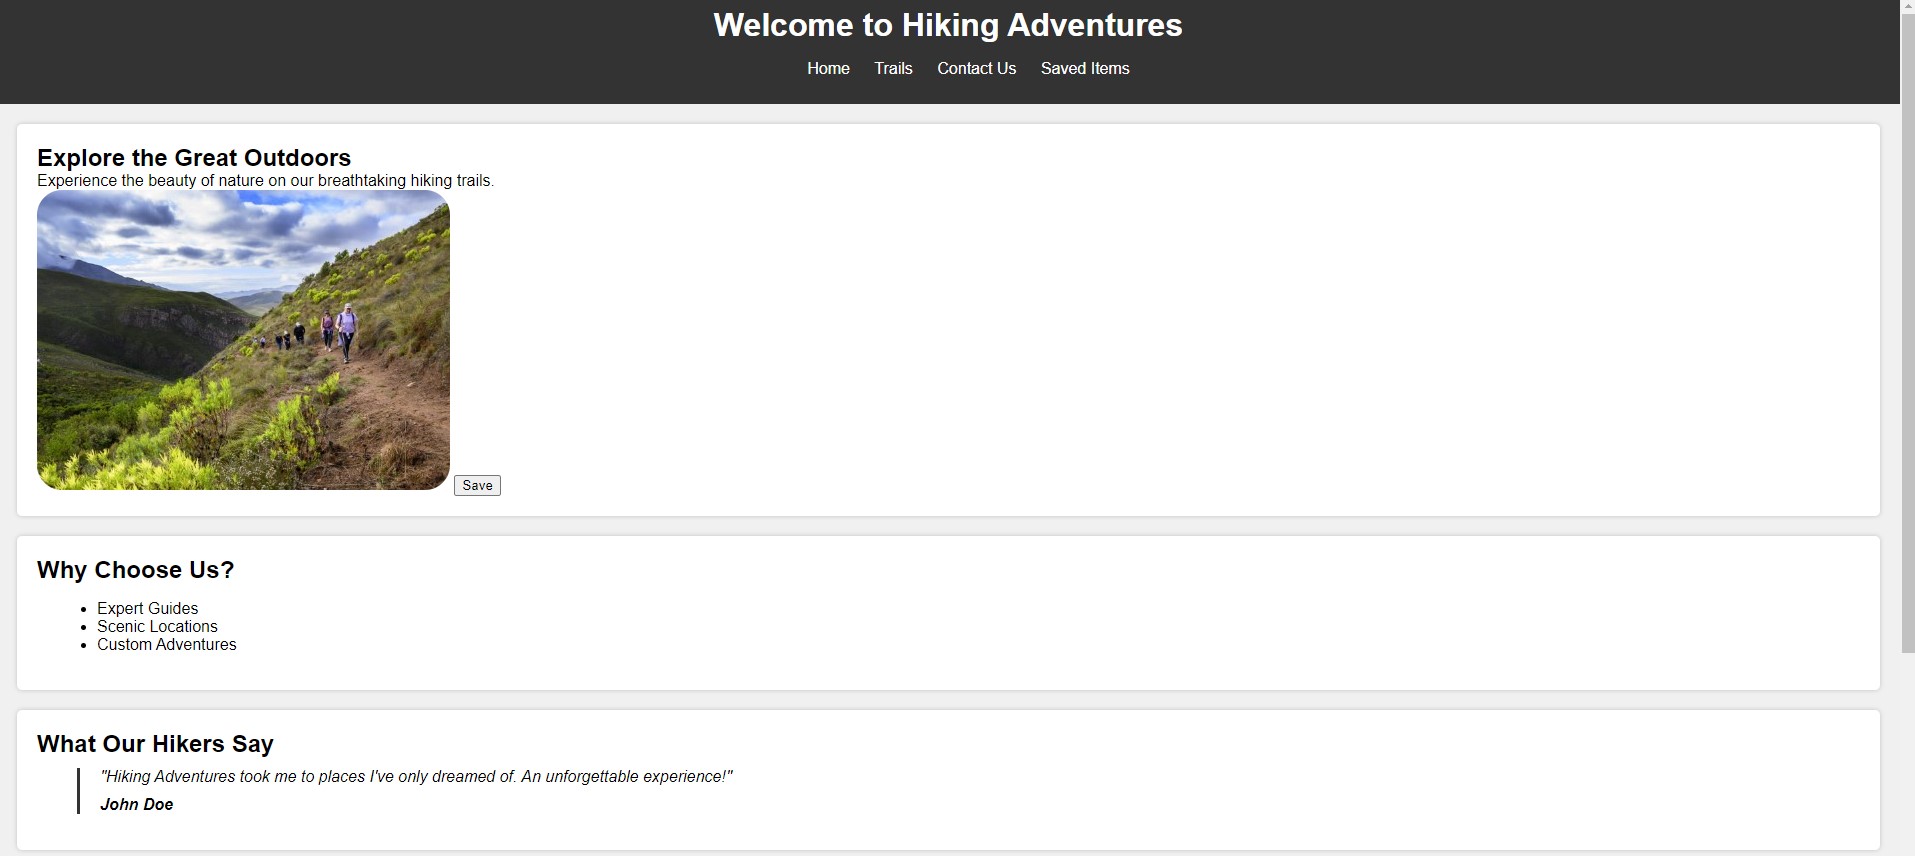 Welcome to Hiking Adventures
Home Trails Contact Us Saved Items
Explore the Great Outdoors
Experience the beauty of nature on our breathtaking hiking trails.
Save
Why Choose Us?
Expert Guides
Scenic Locations
Custom Adventures
What Our Hikers Say
"Hiking Adventures took me to places I've only dreamed of. An unforgettable experience!"
John Doe